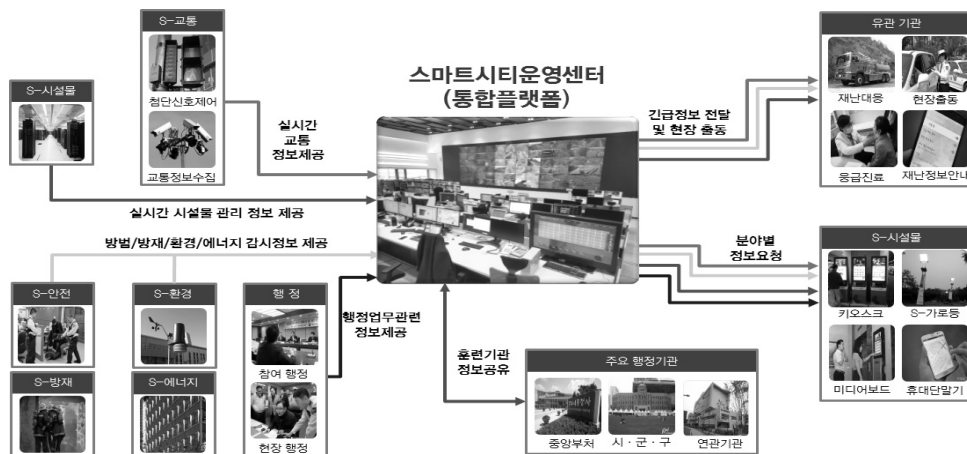 S-교통
첨단신호제어
교통정보수집
S-시설물
스마트시티운영센터
(통합플랫폼)
유관 기관
재난대응
현장출동
응급진료
재난정보안내
실시간
교통
정보제공
긴급정보 전달
및 현장 출동
실시간 시설물 관리 정보 제공
방범/방재/환경/에너지 감시정보 제공
분야별
정보요청
S-시설물
키오스크
S-가로등
미디어보드
휴대단말기
S-안전
S-환경
행 정
참여 행정
현장 행정
S-방재
S-에너지
행정업무관련
정보제공
훈련기관
정보공유
주요 행정기관
중앙부처
시·군·구
연관기관